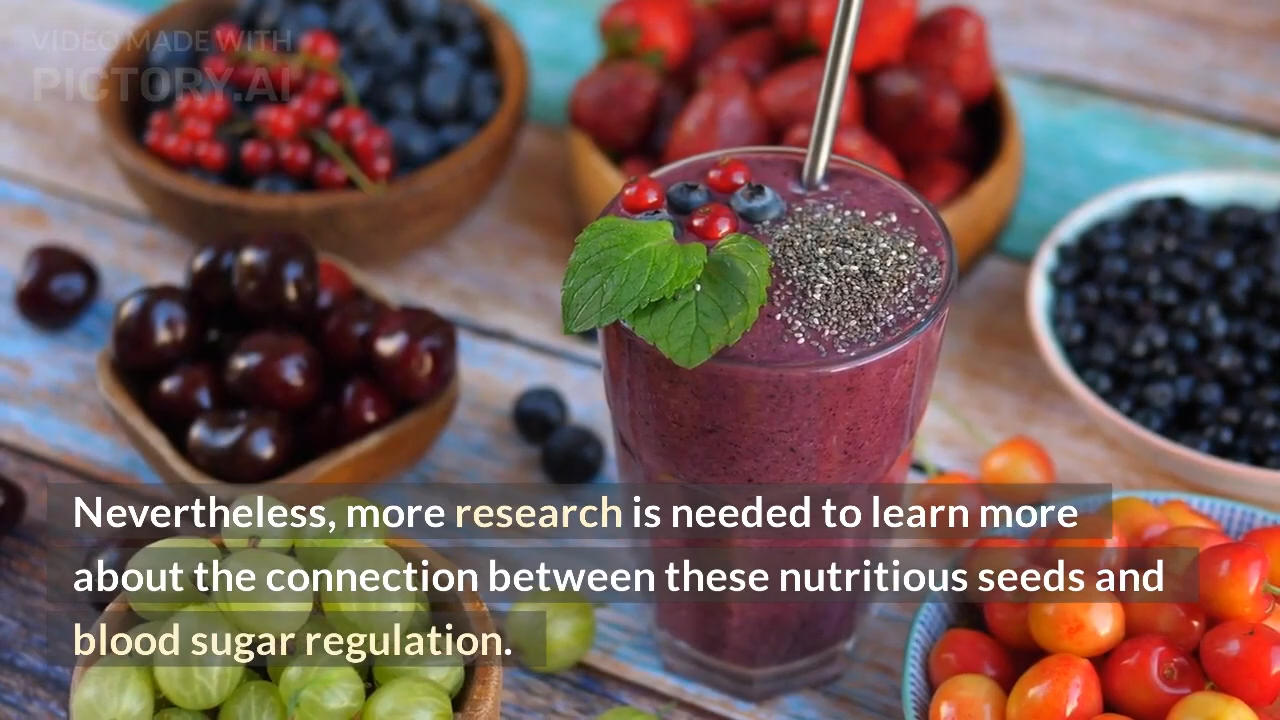 VIDEO MADE WITH
PICTORY.AI
Nevertheless, more research is needed to learn more
about the connection between these nutritious seeds and
blood sugar regulation.